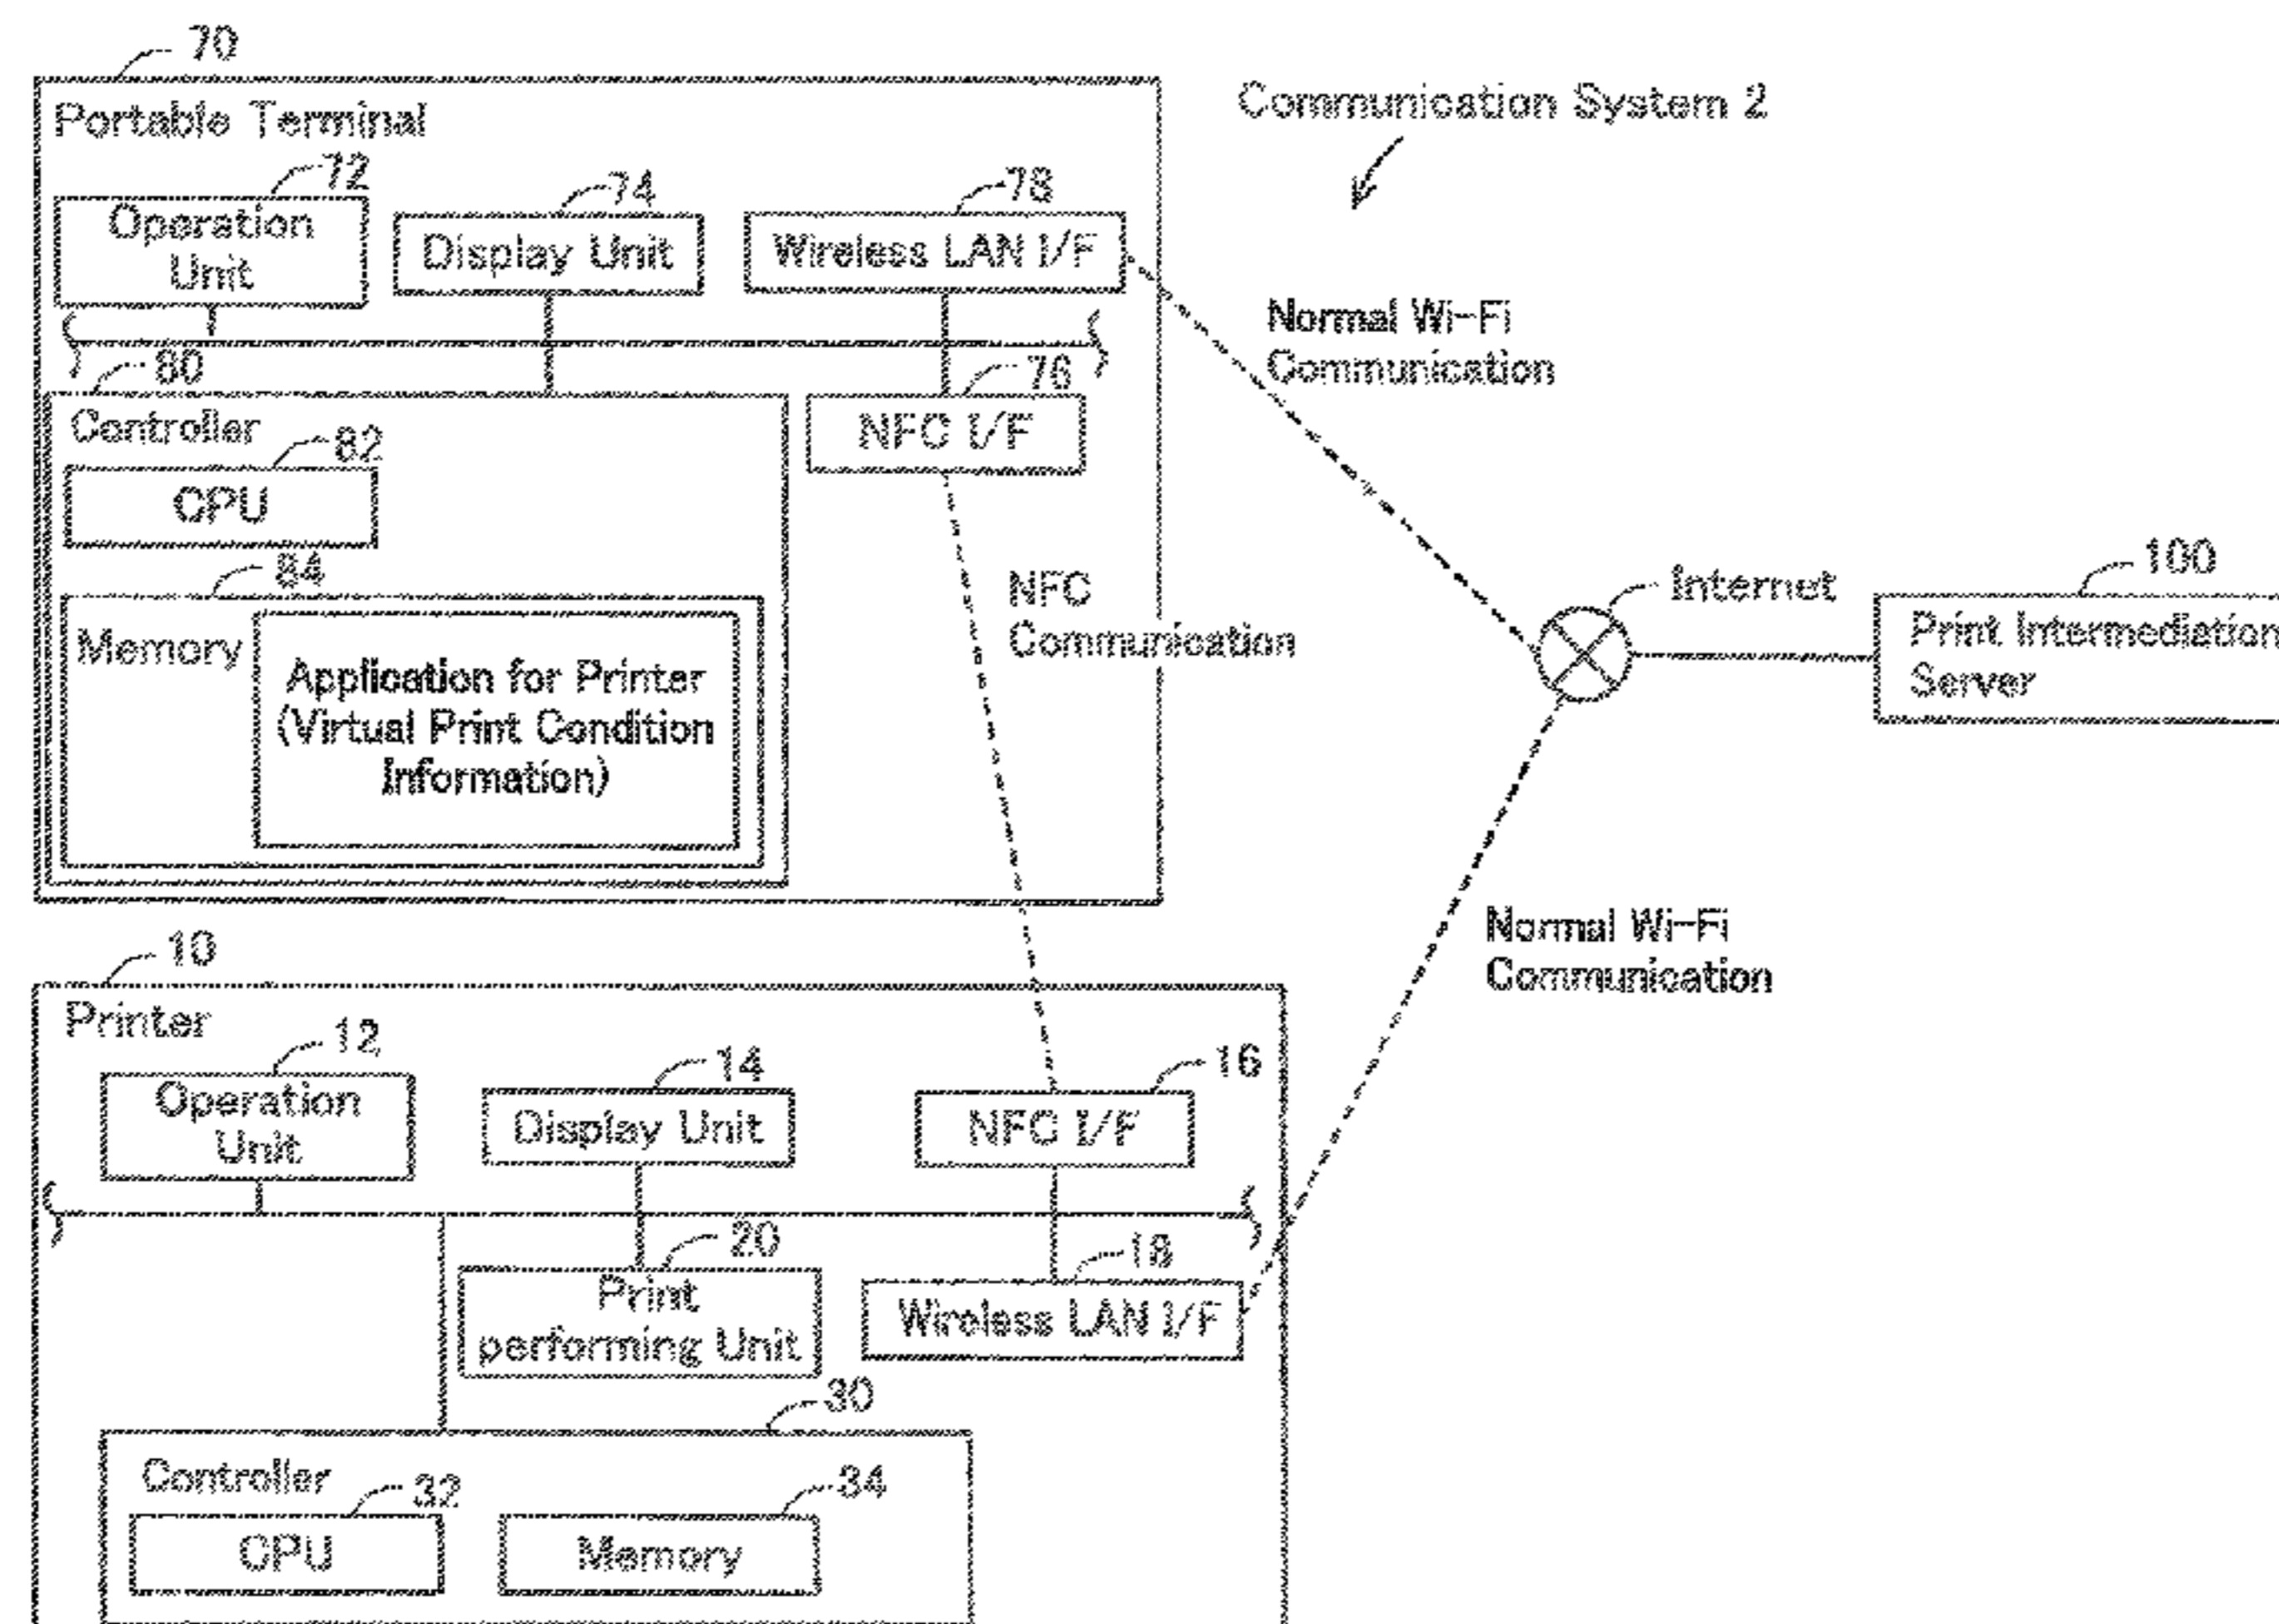 70
Portable Terminal
Communication System 2
72
74
78
Operation
Unit
Display Unit
Wireless LAN I/F
Normal Wi-Fi
Communication
80
76
Controller
NFC I/F
82
CPU
84
NFC
Communication
Internet
100
Print Intermediation
Server
Memory
Application for Printer
(Virtual Print Condition
Information)
10
Normal Wi-Fi
Communication
Printer
12
14
16
Operation
Unit
Display Unit
NFC I/F
20
18
Print
performing Unit
Wireless LAN I/F
30
Controller
32
34
CPU
Memory